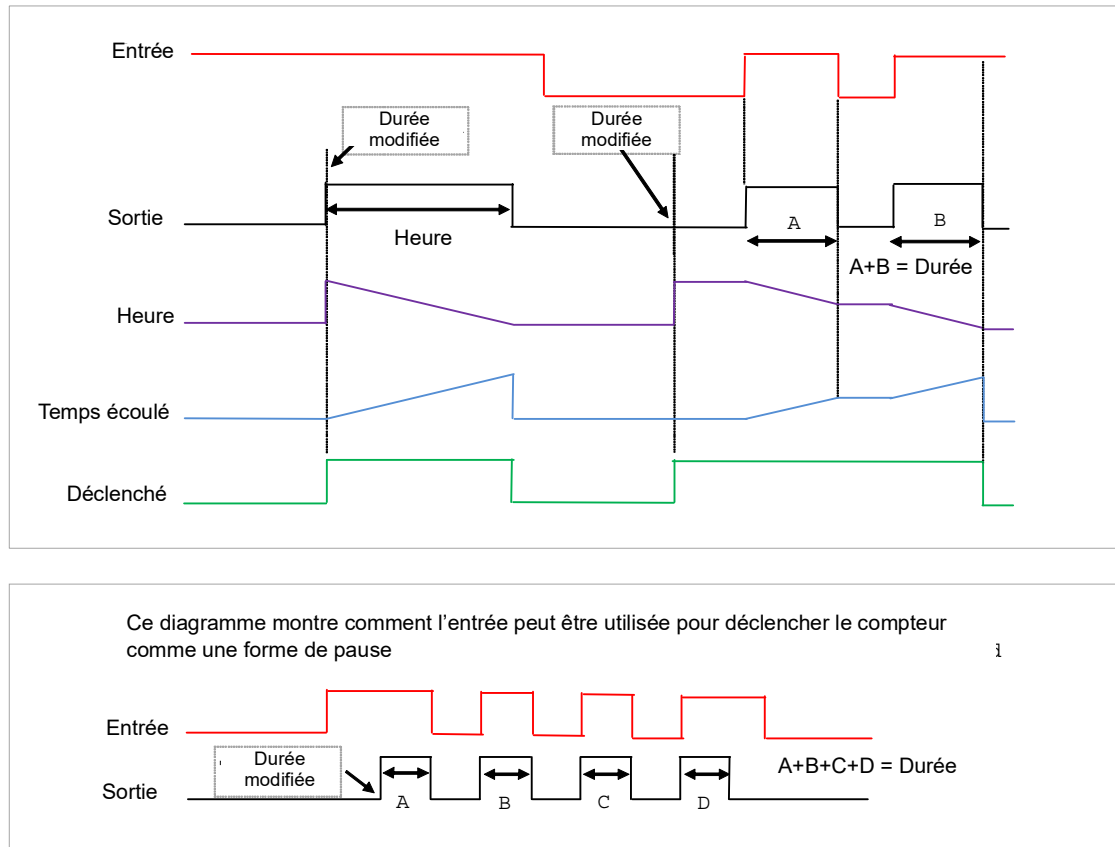 Entrée
Durée
modifiée
Durée
modifiée
Sortie
Heure
A
B
A+B = Durée
Heure
Temps écoulé
Déclenché
Ce diagramme montre comment l'entrée peut être utilisée pour déclencher le compteur
comme une forme de pause
Entrée
Durée
modifiée
A+B+C+D = Durée
Sortie
A
B
C
D